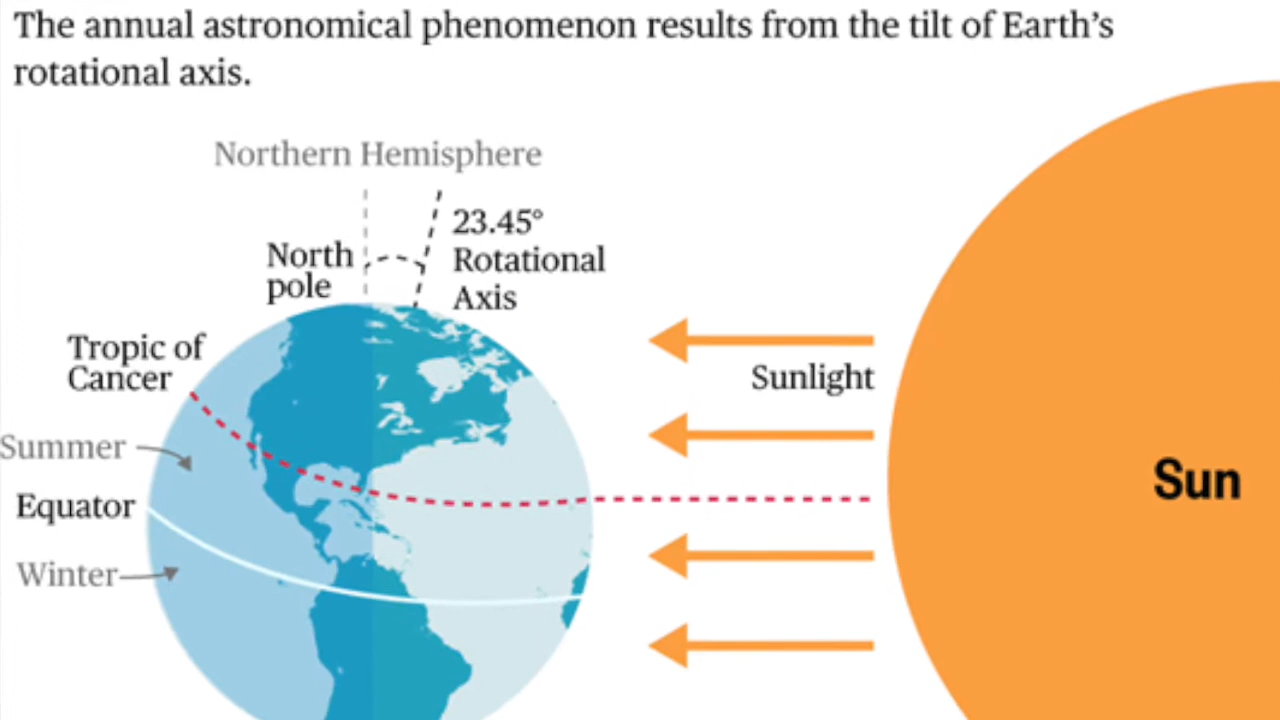 The annual astronomical phenomenon results from the tilt of Earth’s
rotational axis.
Northern Hemisphere
23.45°
Rotational
Axis
North
pole
Tropic of
Cancer
Sunlight
Summer
Sun
Equator
Winter